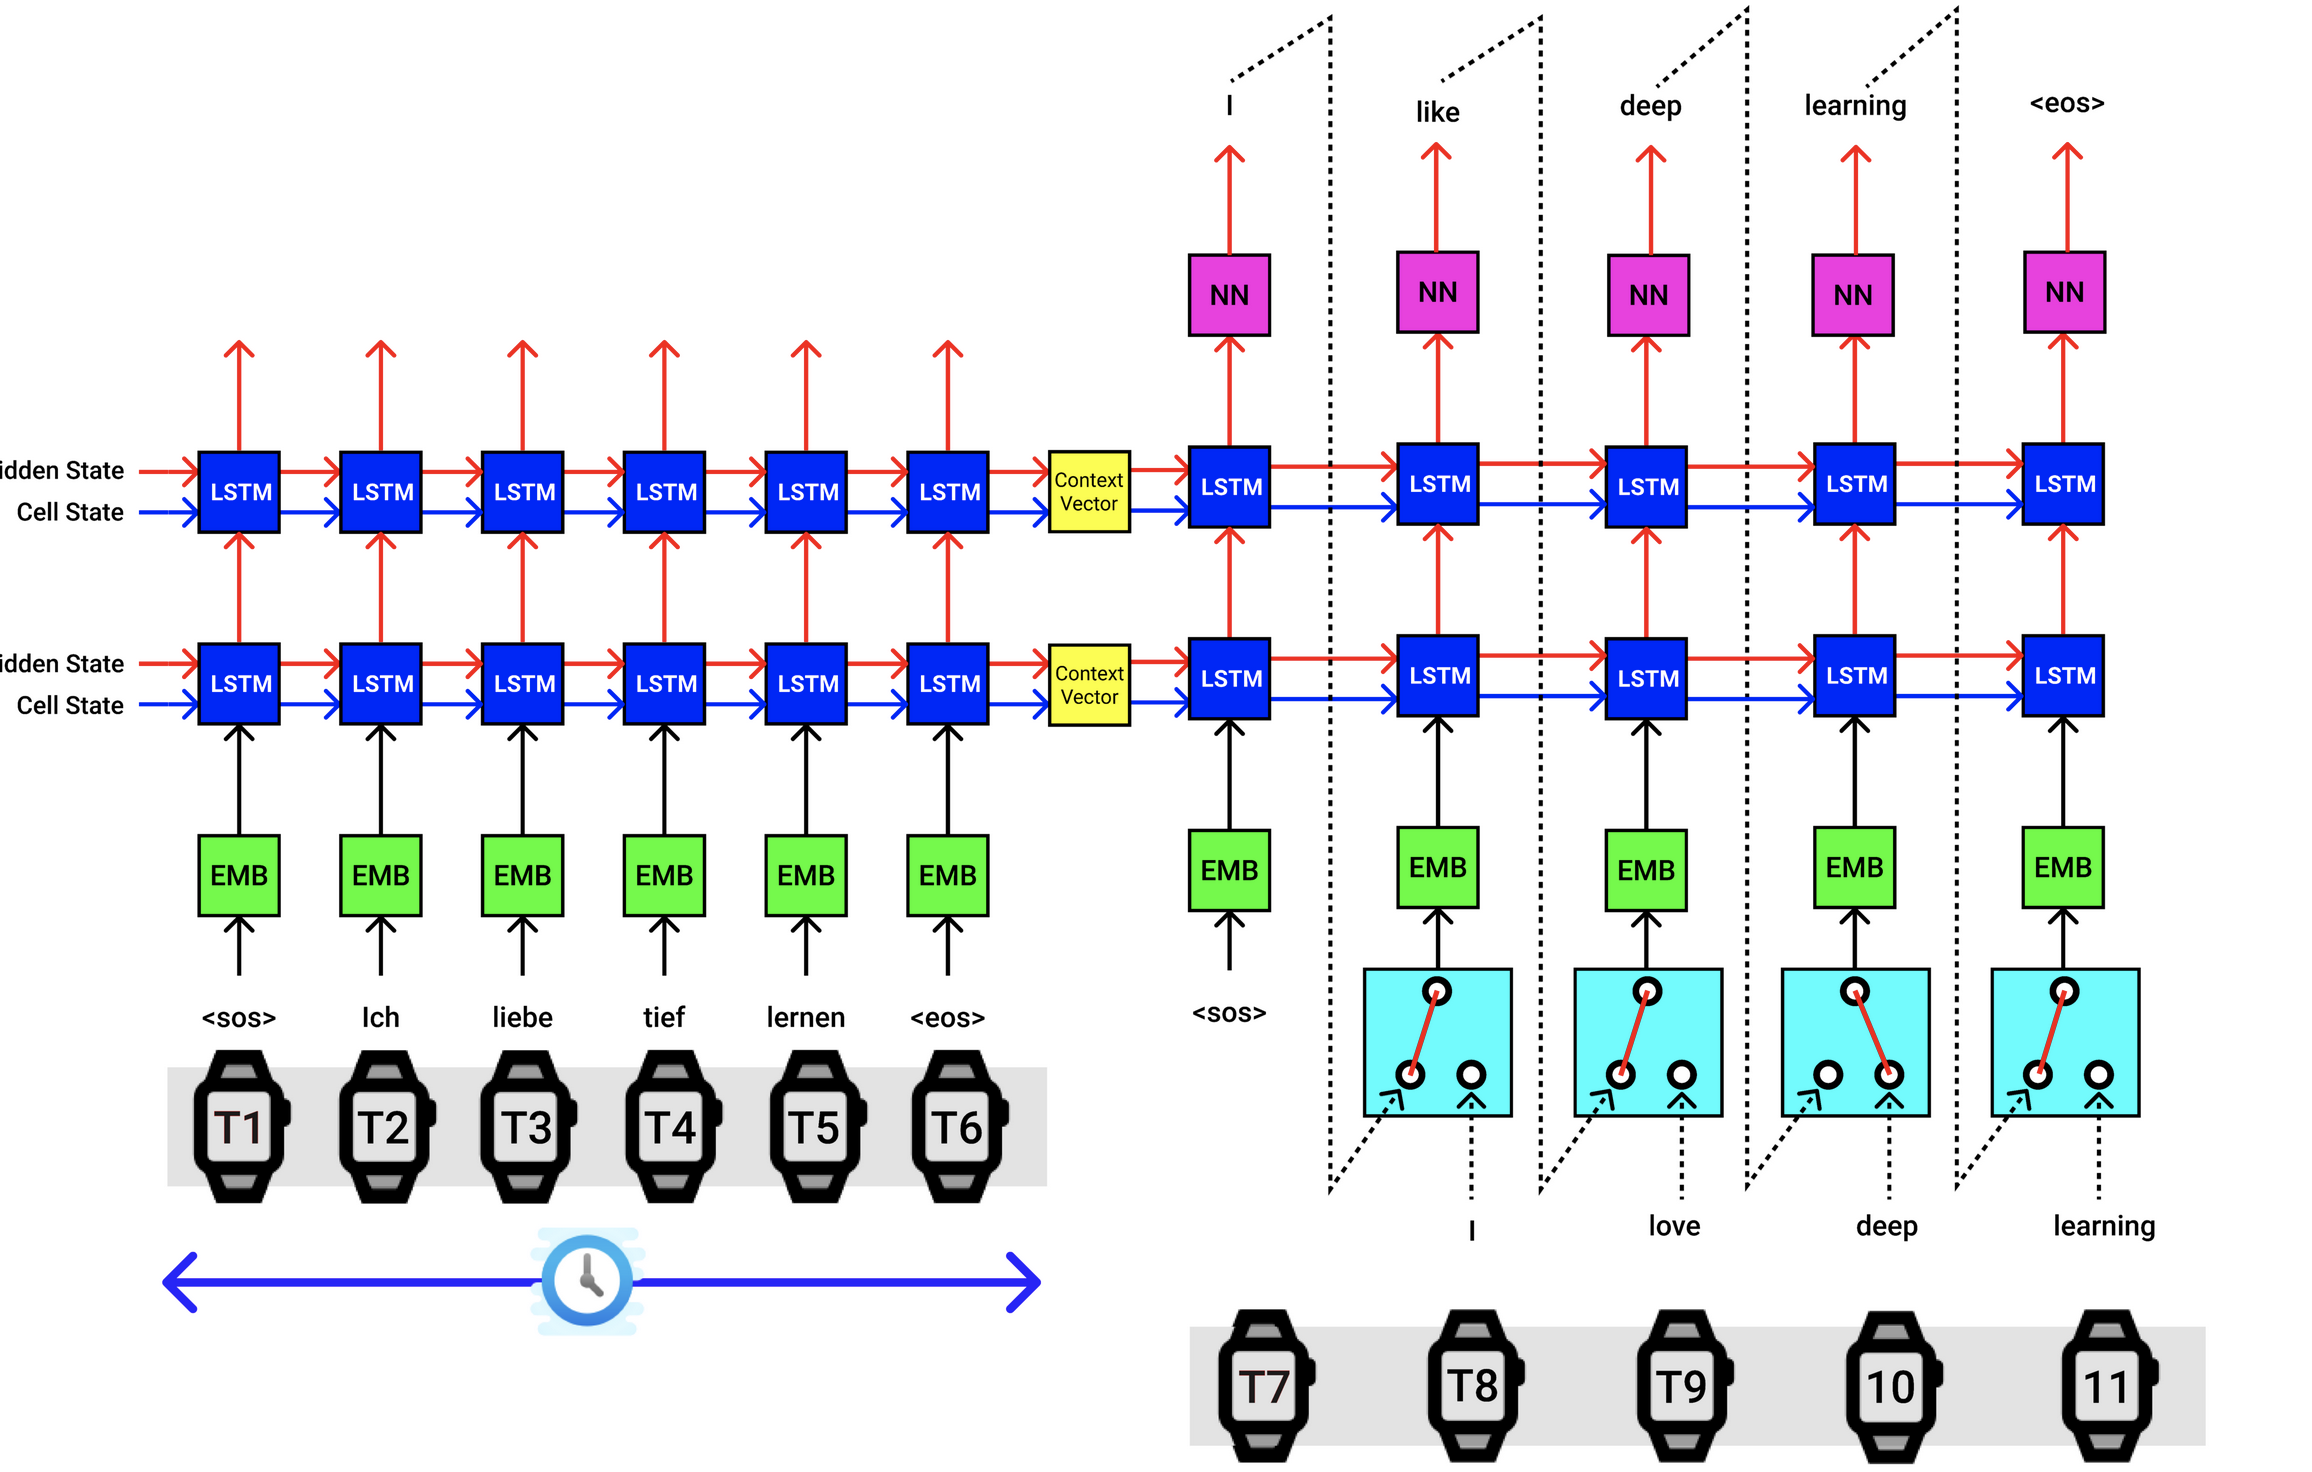 I
like
deep
learning
<eos>
NN
NN
NN
NN
NN
idden State
Cell State
LSTM
LSTM
LSTM
LSTM
LSTM
LSTM
Context
Vector
LSTM
LSTM
LSTM
LSTM
LSTM
idden State
Cell State
LSTM
LSTM
LSTM
LSTM
LSTM
LSTM
Context
Vector
LSTM
LSTM
LSTM
LSTM
LSTM
EMB
EMB
EMB
EMB
EMB
EMB
EMB
EMB
EMB
EMB
EMB
<sos>
Ich
liebe
tief
lernen
<eos>
<sos>
T1
T2
T3
T4
T5
T6
I
love
deep
learning
T7
T8
T9
10
11